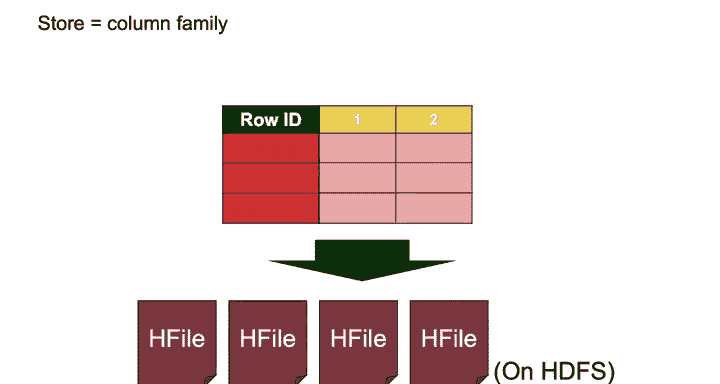 Store = column family
Row ID 1 2
HFile HFile HFile HFile
(On HDFS)